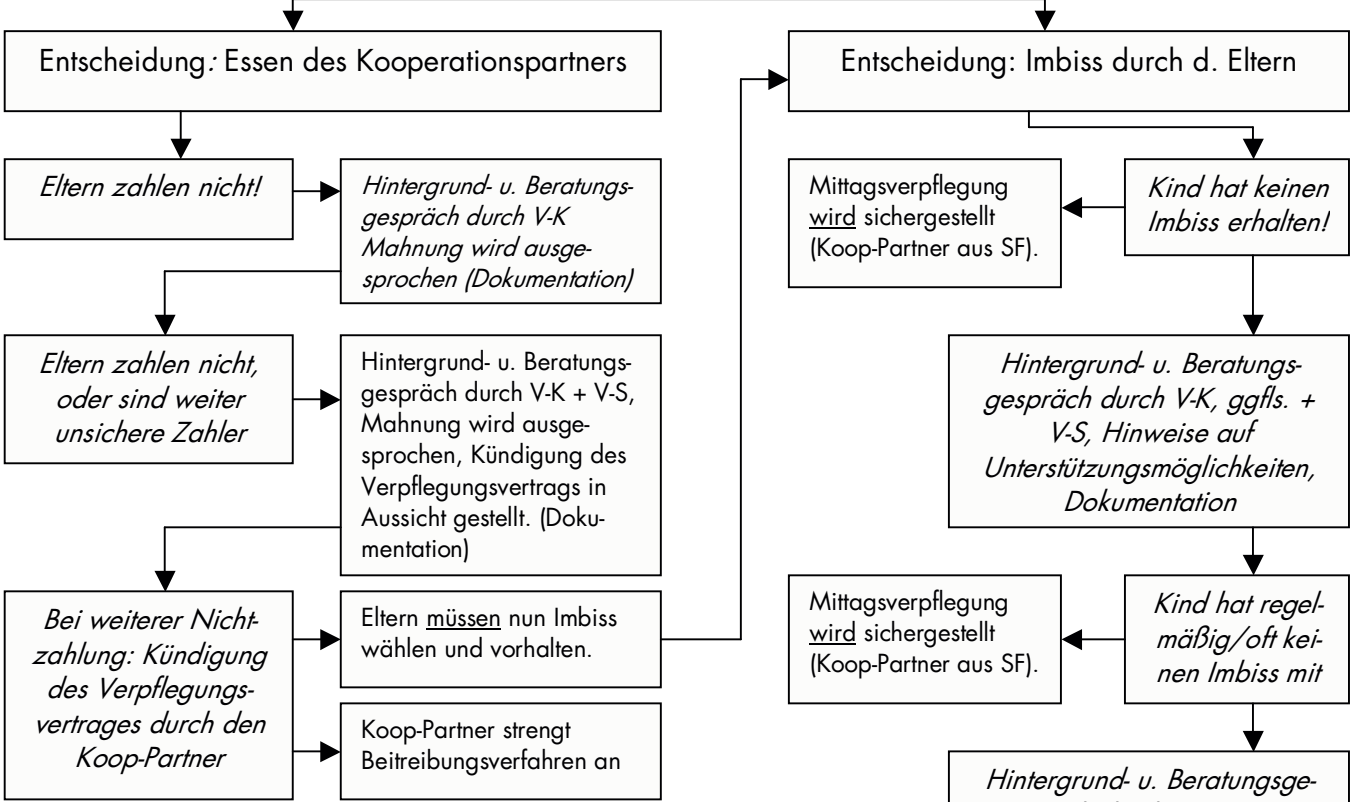 Entscheidung: Essen des Kooperationspartners
Eltern zahlen nicht!
Hintergrund- u. Beratungs-
gespräch durch V-K
Mahnung wird ausge-
sprochen (Dokumentation)
Eltern zahlen nicht,
oder sind weiter
unsichere Zahler
Hintergrund- u. Beratungs-
gespräch durch V-K + V-S,
Mahnung wird ausge-
sprochen, Kündigung des
Verpflegungsvertrags in
Aussicht gestellt. (Doku-
mentation)
Bei weiterer Nicht-
zahlung: Kündigung
des Verpflegungs-
vertrages durch den
Koop-Partner
Eltern müssen nun Imbiss
wählen und vorhalten.
Koop-Partner strengt
Beitreibungsverfahren an
Entscheidung: Imbiss durch d. Eltern
Mittagsverpflegung
wird sichergestellt
(Koop-Partner aus SF).
Kind hat keinen
Imbiss erhalten!
Hintergrund- u. Beratungs-
gespräch durch V-K, ggfls. +
V-S, Hinweise auf
Unterstützungsmöglichkeiten,
Dokumentation
Mittagsverpflegung
wird sichergestellt
(Koop-Partner aus SF).
Kind hat regel-
mäßig/oft kei-
nen Imbiss mit
Hintergrund- u. Beratungsge-